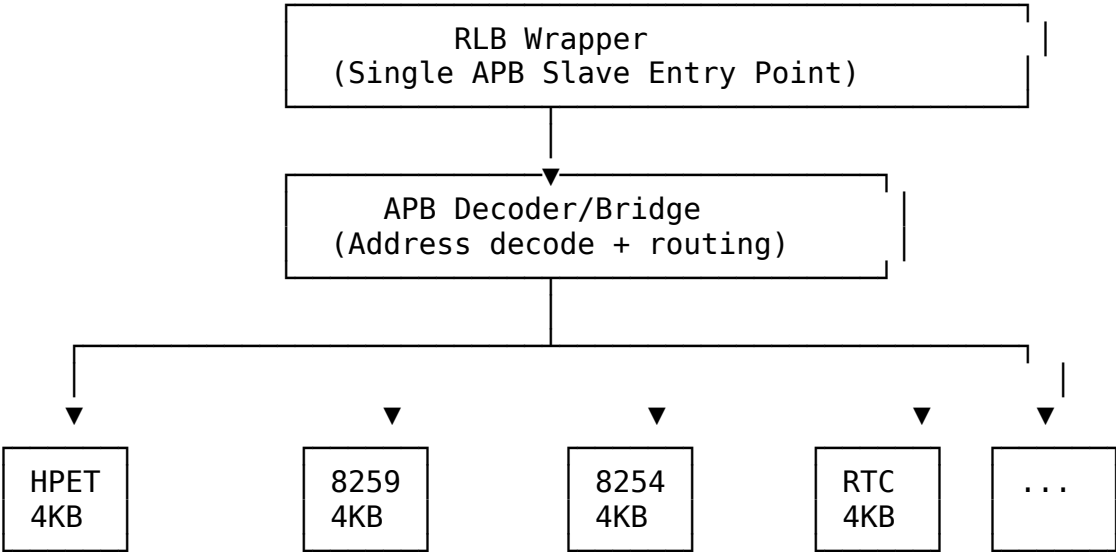 RLB Wrapper
(Single APB Slave Entry Point)
APB Decoder/Bridge
(Address decode + routing)
HPET 8259 8254 RTC ...
4KB 4KB 4KB 4KB